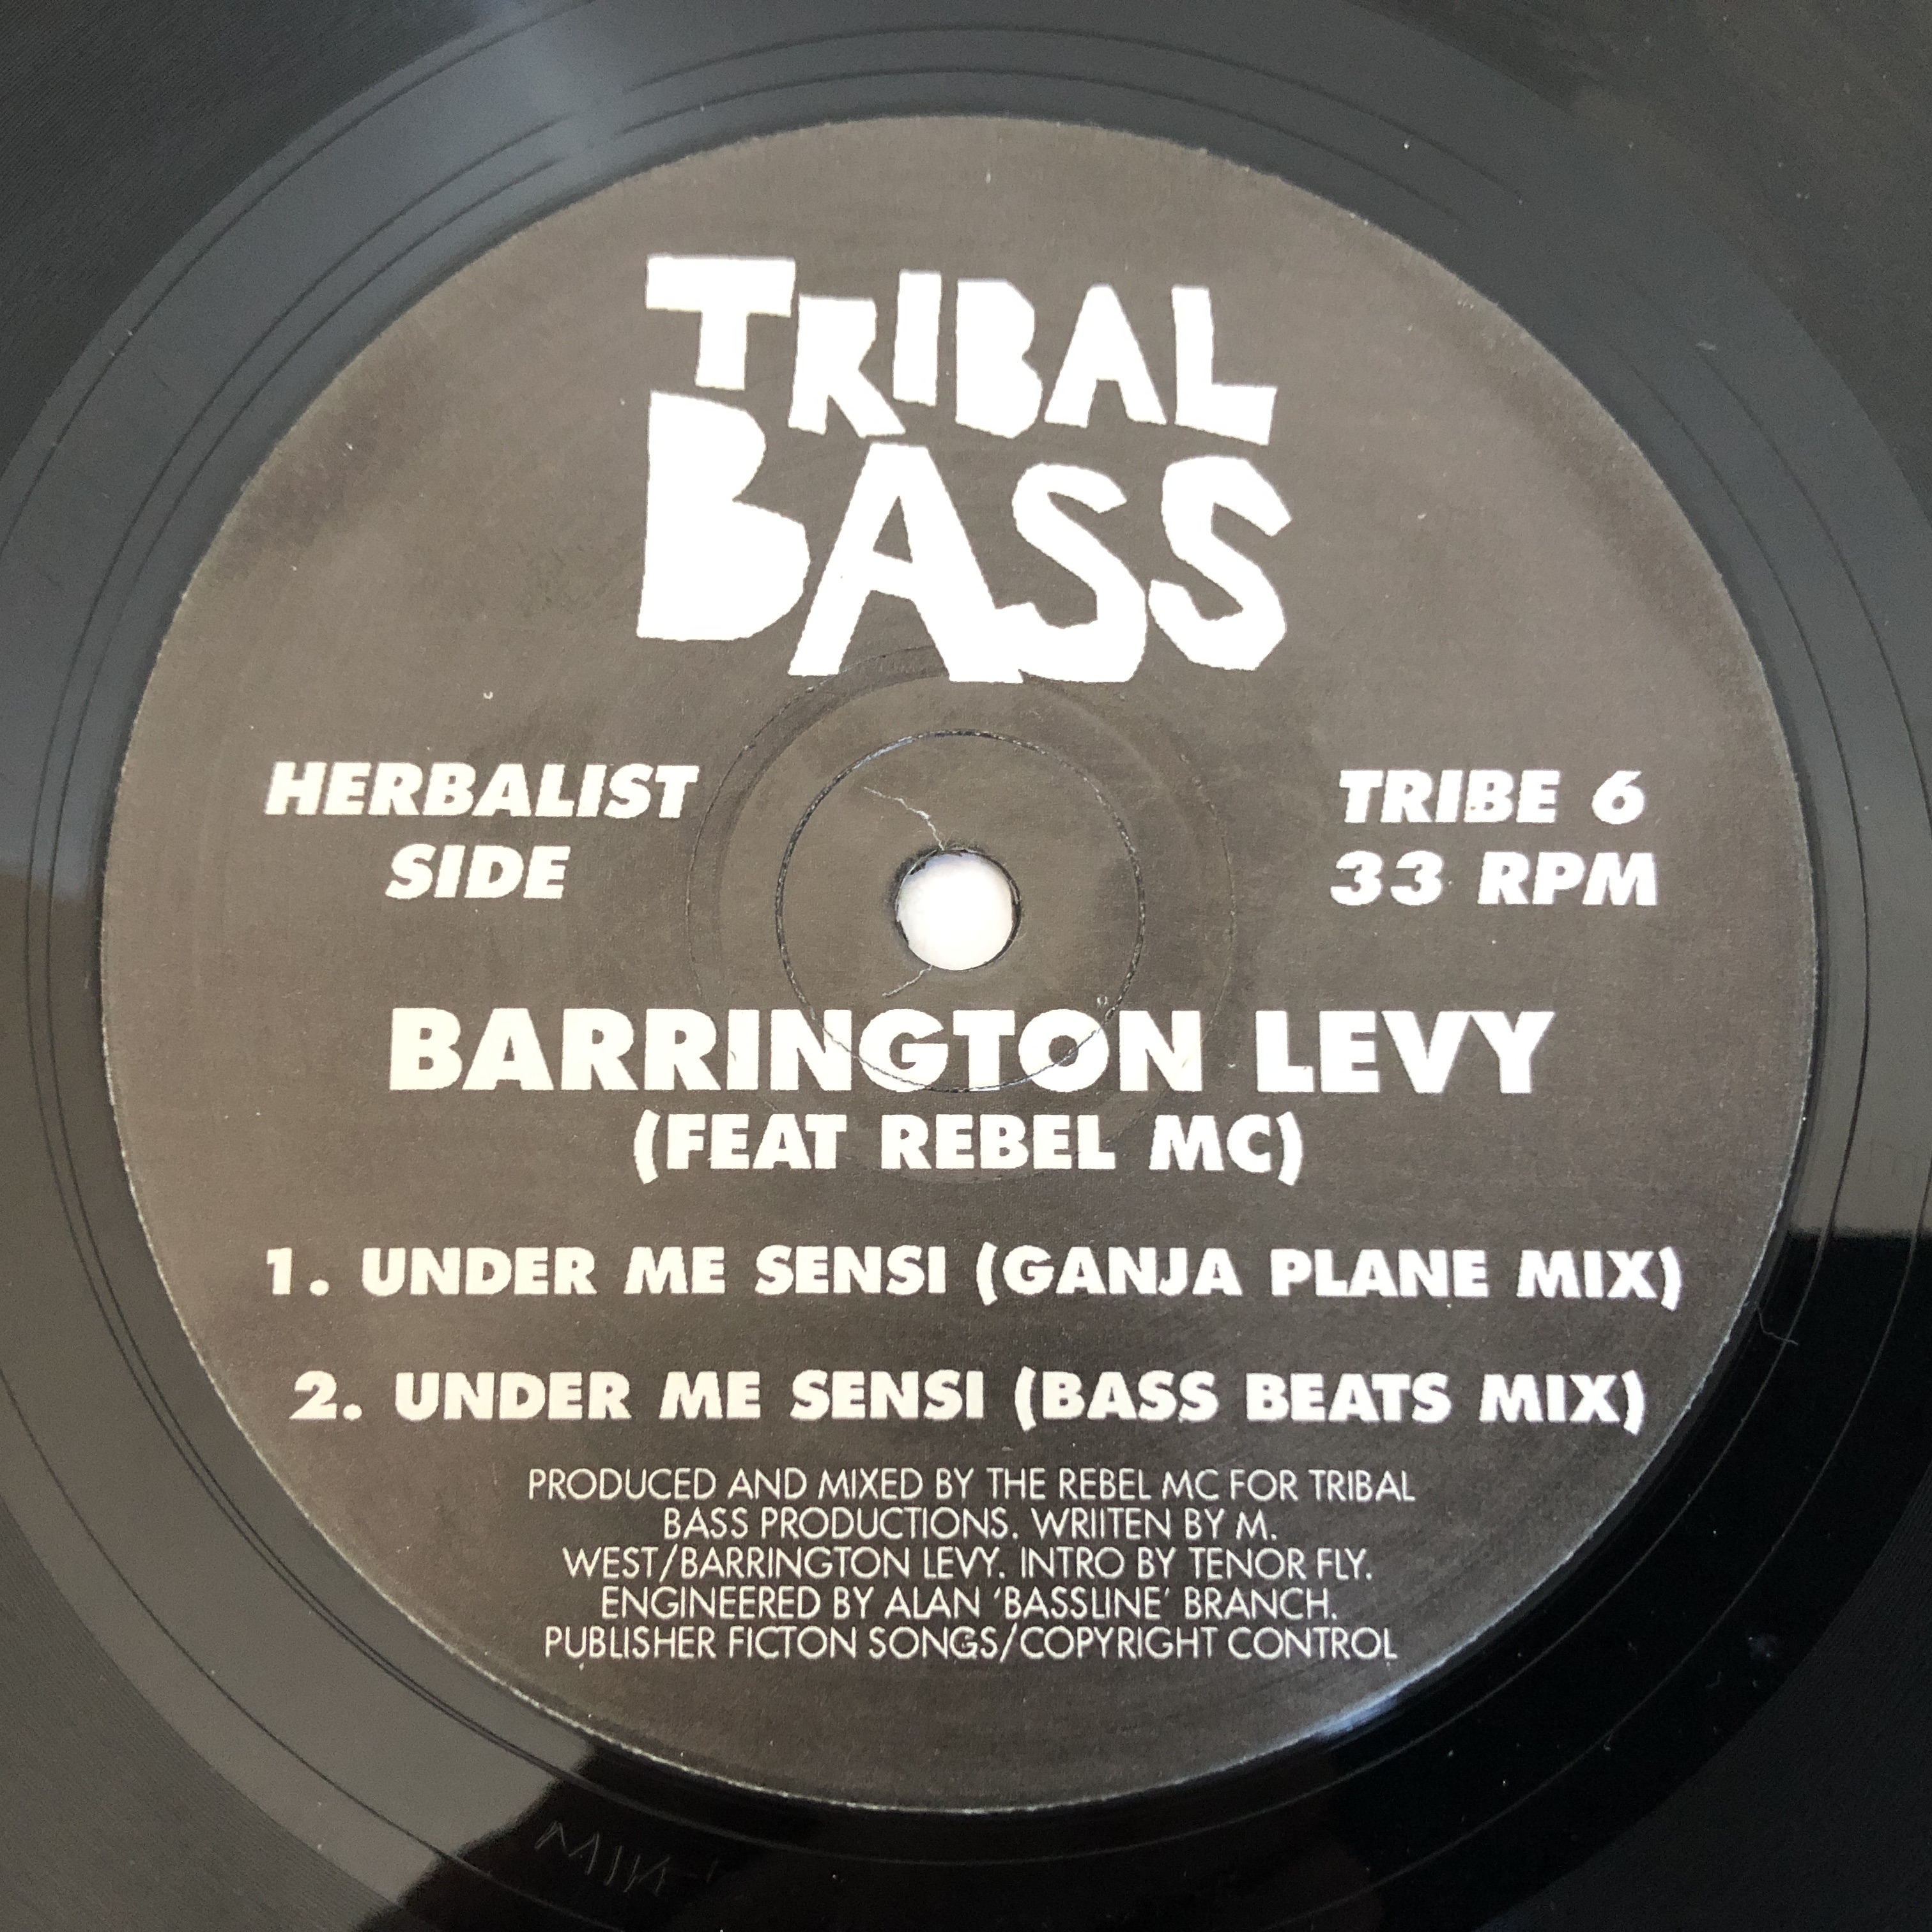 TRIBAL
BASS
HERBALIST
SIDE
TRIBE 6
33 RPM
BARRINGTON LEVY
(FEAT REBEL MC)
1. UNDER ME SENSI (GANJA PLANE MIX)
2. UNDER ME SENSI (BASS BEATS MIX)
PRODUCED AND MIXED BY THE REBEL MC FOR TRIBAL
BASS PRODUCTIONS. WRIITEN BY M.
WEST/BARRINGTON LEVY. INTRO BY TENOR FLY.
ENGINEERED BY ALAN ‘BASSLINE’ BRANCH.
PUBLISHER FICTON SONGS/COPYRIGHT CONTROL